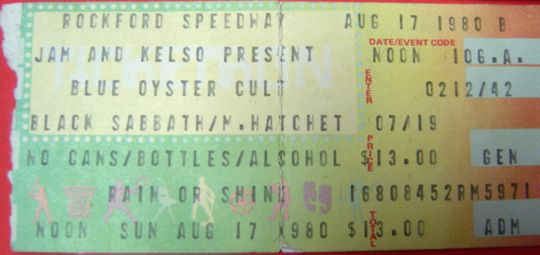 ROCKFORD SPEEDWAY AUG 17 1980 B
DATE/EVENT CODE
JAM AND KELSO PRESENT NOON 106.A.
BLUE OYSTER CULT ENTER 0212/42
BLACK SABBATH/M.HATCHET 07/19
NO CANS/BOTTLES/ALCOHOL PRICE $13.00 GEN
RAIN OR SHINE 16808452RM5971
NOON SUN AUG 17 1980 TOTAL $13.00 ADM